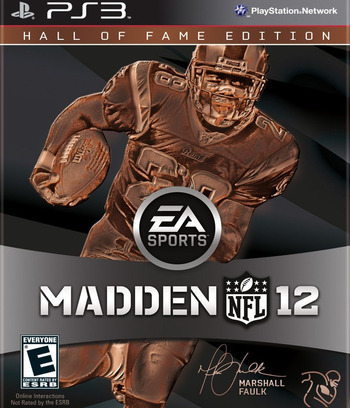 PS3
PlayStation®Network
HALL OF FAME EDITION
28
EA
SPORTS
MADDEN NFL 12
EVERYONE
E
CONTENT RATED BY
ESRB
Online Interactions
Not Rated by the ESRB
MARSHALL
FAULK